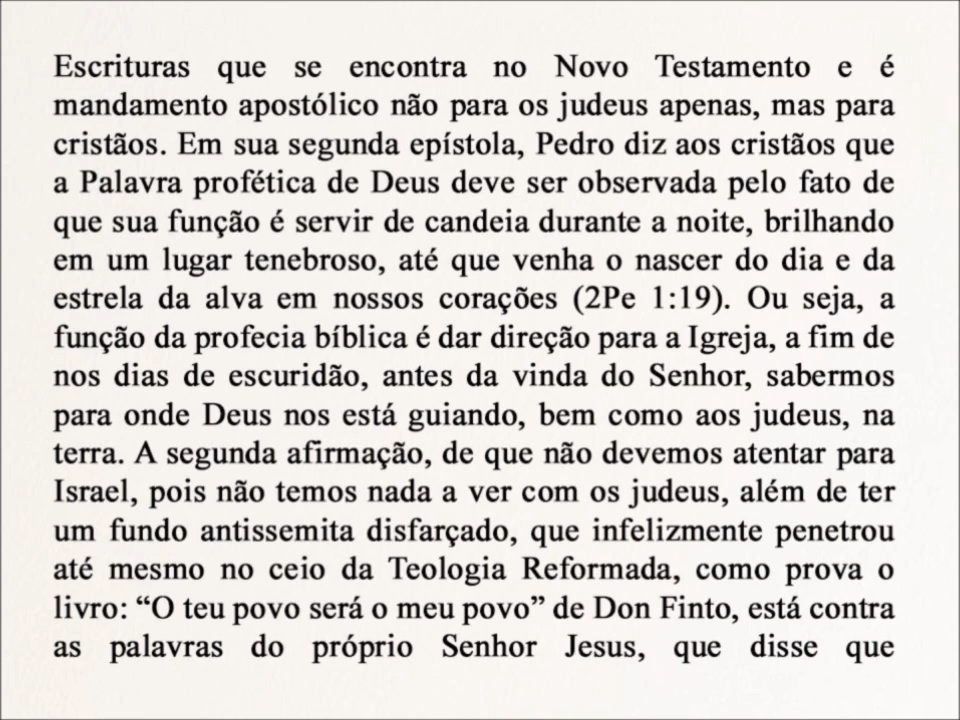 Escrituras que se encontra no Novo Testamento e é
mandamento apostólico não para os judeus apenas, mas para
cristãos. Em sua segunda epístola, Pedro diz aos cristãos que
a Palavra profética de Deus deve ser observada pelo fato de
que sua função é servir de candeia durante a noite, brilhando
em um lugar tenebroso, até que venha o nascer do dia e da
estrela da alva em nossos corações (2Pe 1:19). Ou seja, a
função da profecia bíblica é dar direção para a Igreja, a fim de
nos dias de escuridão, antes da vinda do Senhor, sabermos
para onde Deus nos está guiando, bem como aos judeus, na
terra. A segunda afirmação, de que não devemos atentar para
Israel, pois não temos nada a ver com os judeus, além de ter
um fundo antissemita disfarçado, que infelizmente penetrou
até mesmo no ceio da Teologia Reformada, como prova o
livro: “O teu povo será o meu povo” de Don Finto, está contra
as palavras do próprio Senhor Jesus, que disse que